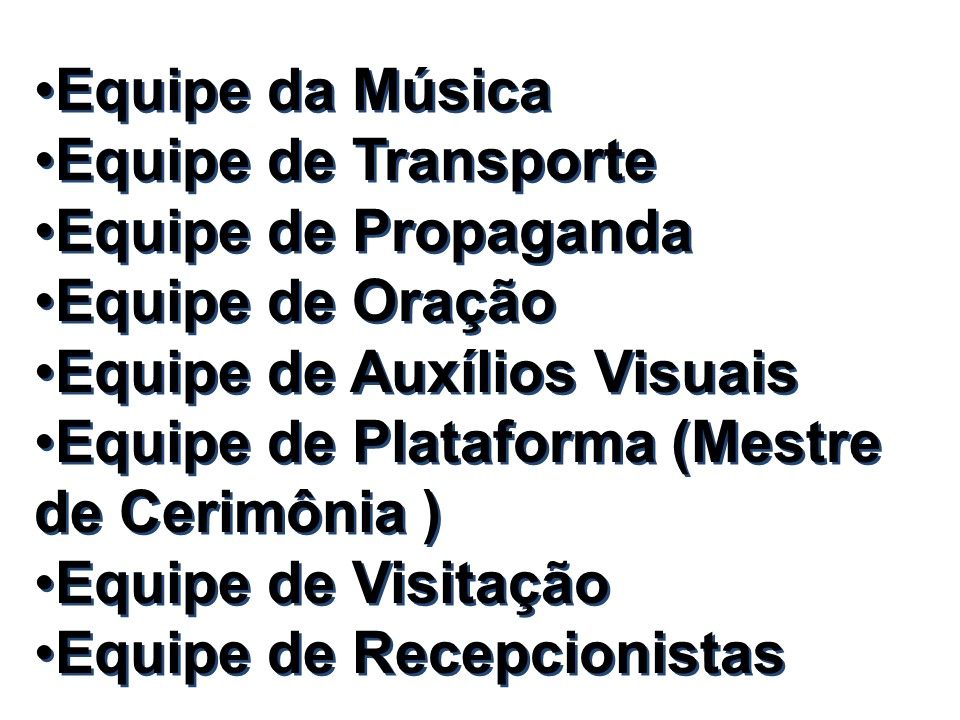 •Equipe da Música
•Equipe de Transporte
•Equipe de Propaganda
•Equipe de Oração
•Equipe de Auxílios Visuais
•Equipe de Plataforma (Mestre
de Cerimônia )
•Equipe de Visitação
•Equipe de Recepcionistas